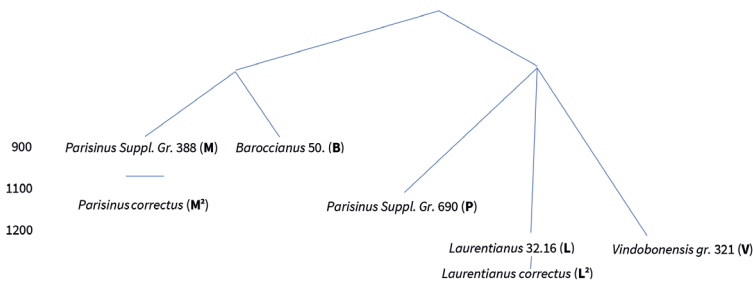 900 Parisinus Suppl. Gr. 388 (M) Baroccianus 50. (B)
1100
Parisinus correctus (M²) Parisinus Suppl. Gr. 690 (P)
1200
Laurentianus 32.16 (L) Vindobonensis gr. 321 (V)
Laurentianus correctus (L²)